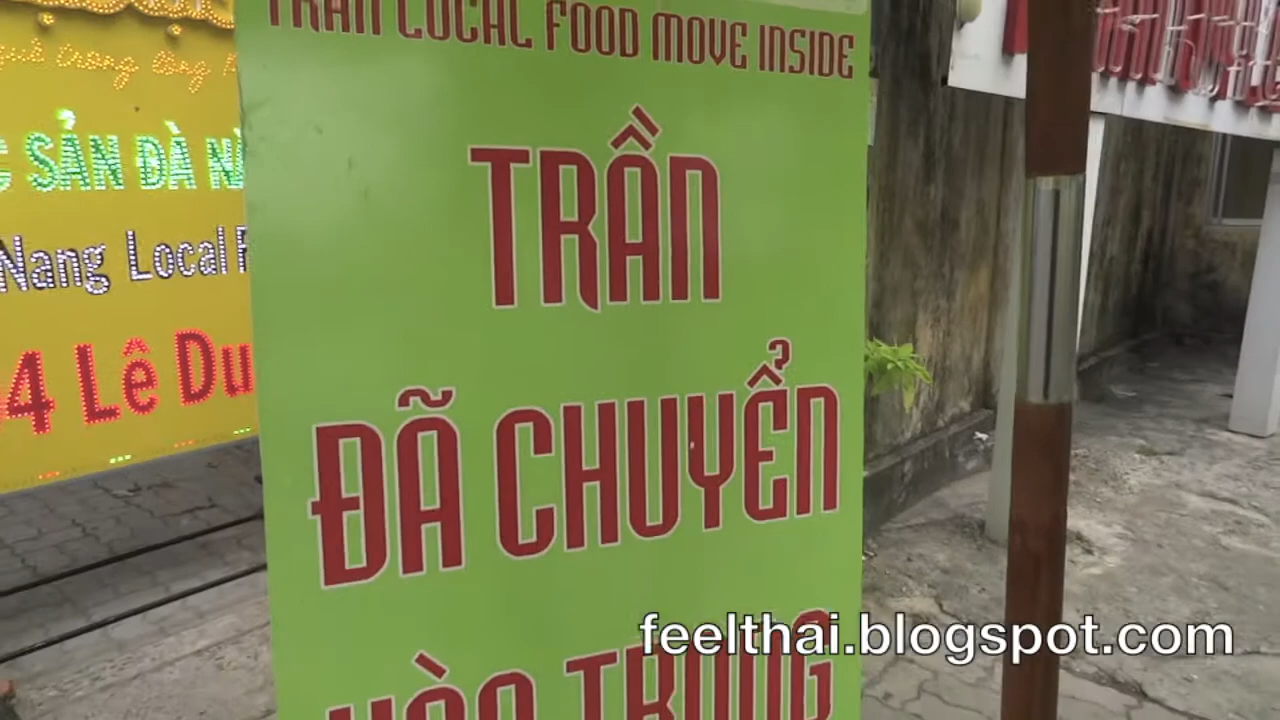 TRẦN LOCAL FOOD MOVE INSIDE
TRẦN
ĐÃ CHUYỂN
VÀO TRONG
SẢN ĐÀ
Nang Local
4 Lê Du
feelthai.blogspot.com